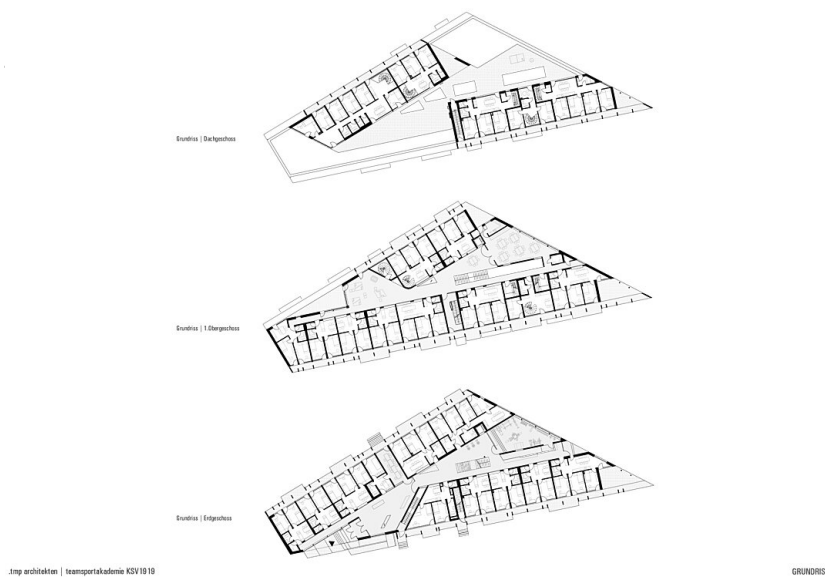 Grundriss | Dachgeschoss
Grundriss | 1.Obergeschoss
Grundriss | Erdgeschoss
.tmp architekten | teamsportakademie KSV1919
GRUNDRIS